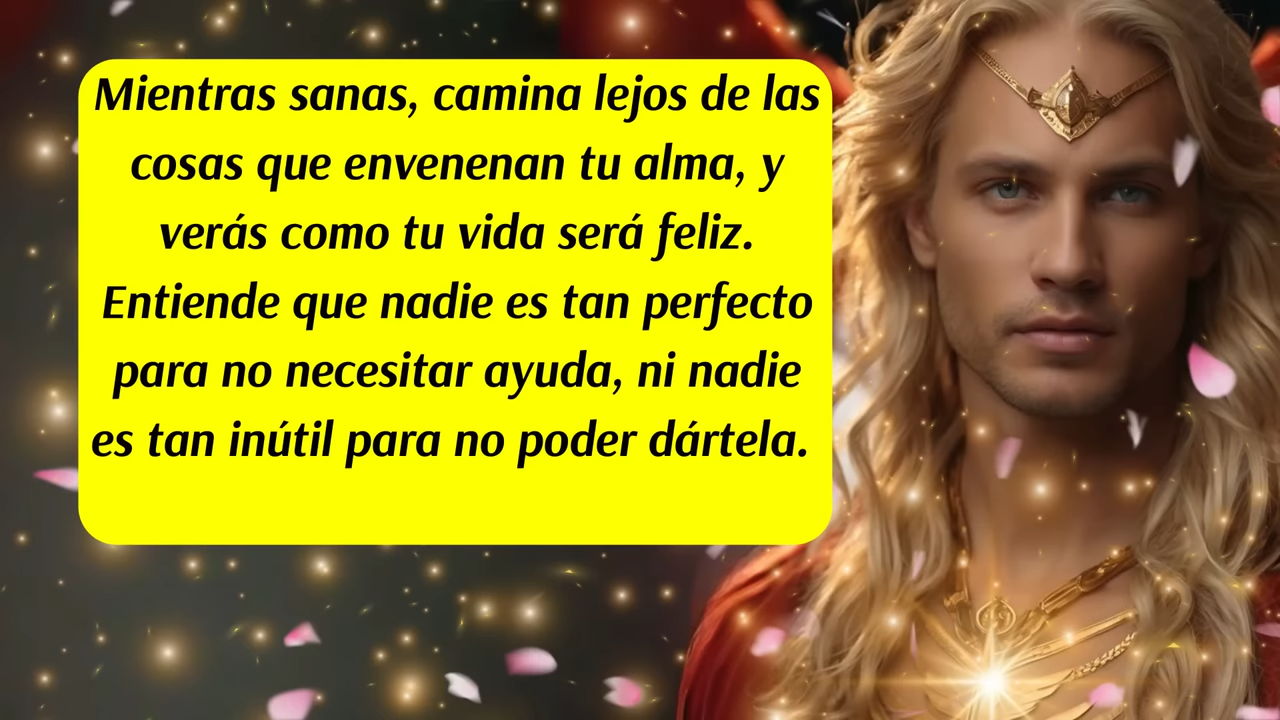 Mientras sanas, camina lejos de las
cosas que envenenan tu alma, y
verás como tu vida será feliz.
Entiende que nadie es tan perfecto
para no necesitar ayuda, ni nadie
es tan inútil para no poder dártela.